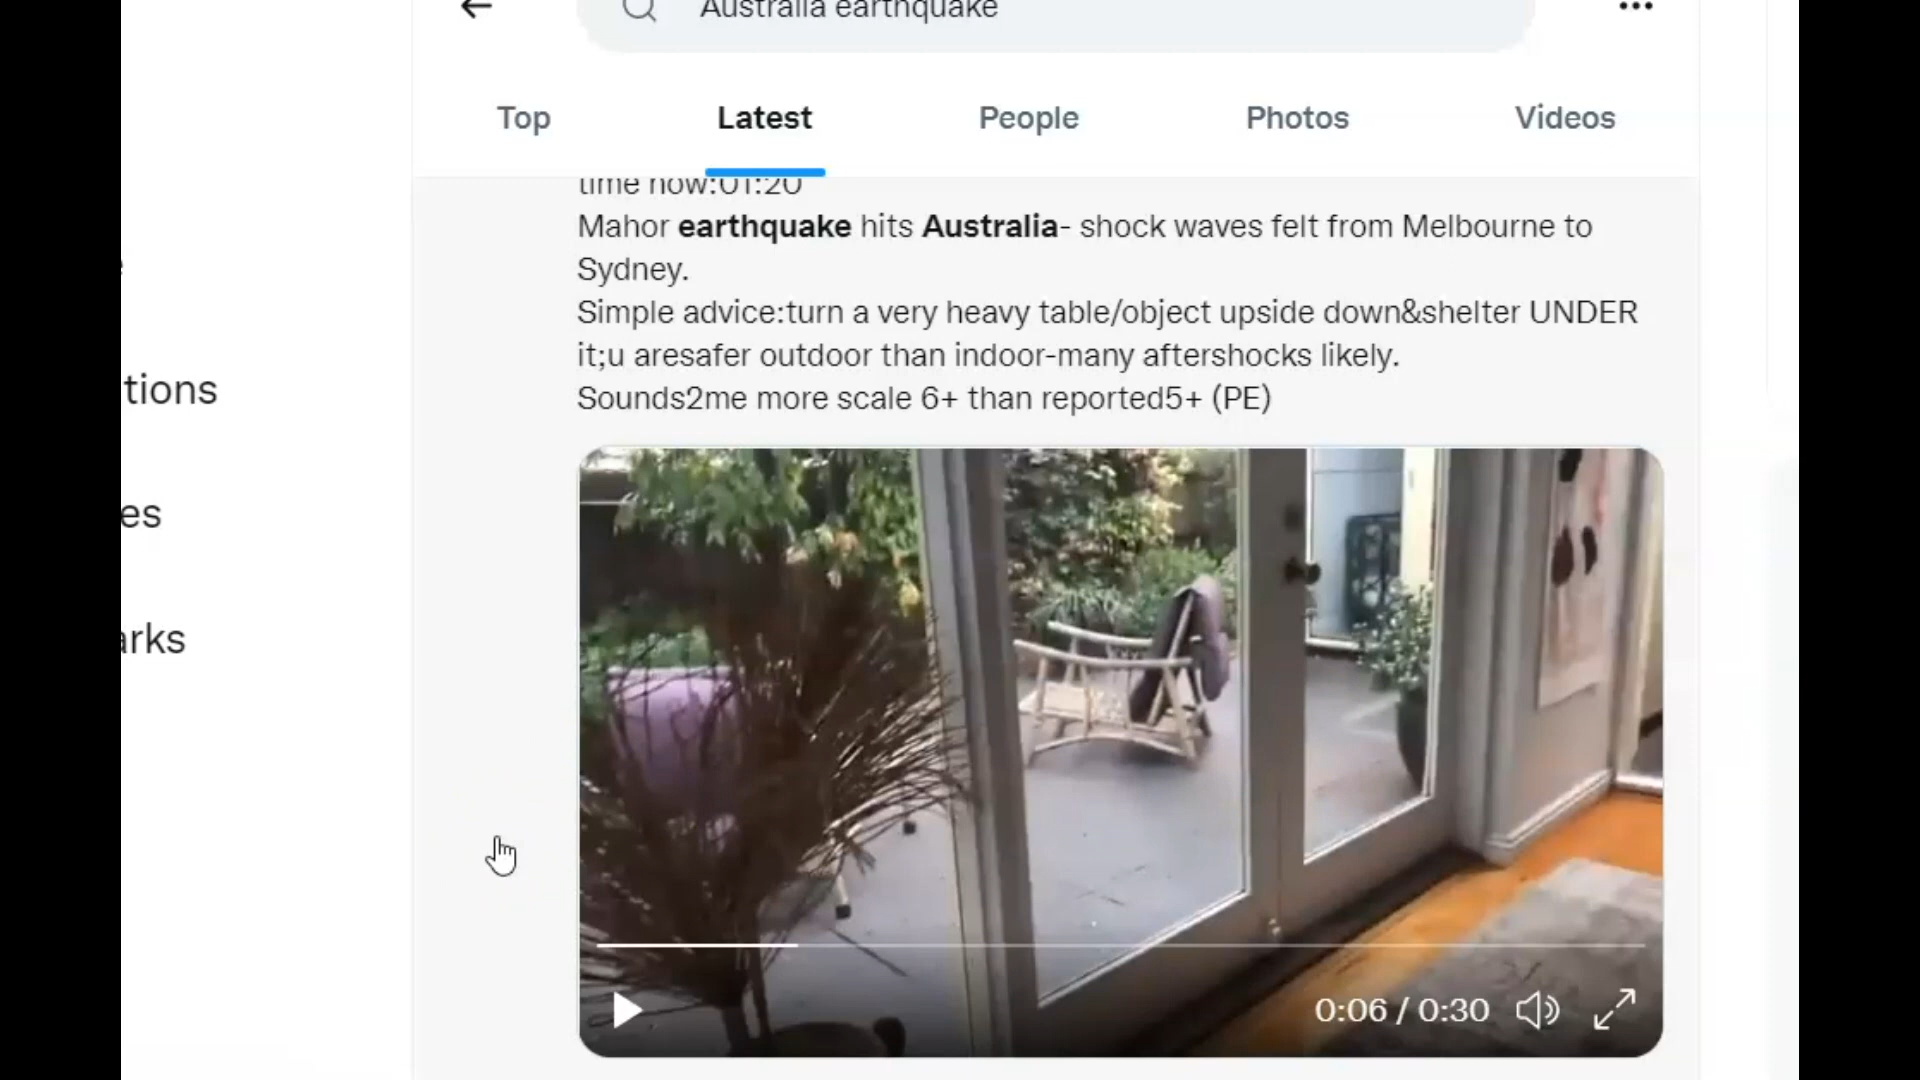 Australia earthquake
Top
Latest
People
Photos
Videos
time now:01:20
Mahor earthquake hits Australia- shock waves felt from Melbourne to
Sydney.
Simple advice:turn a very heavy table/object upside down&shelter UNDER
it;u aresafer outdoor than indoor-many aftershocks likely.
Sounds2me more scale 6+ than reported5+ (PE)
tions
es
arks
0:06 / 0:30